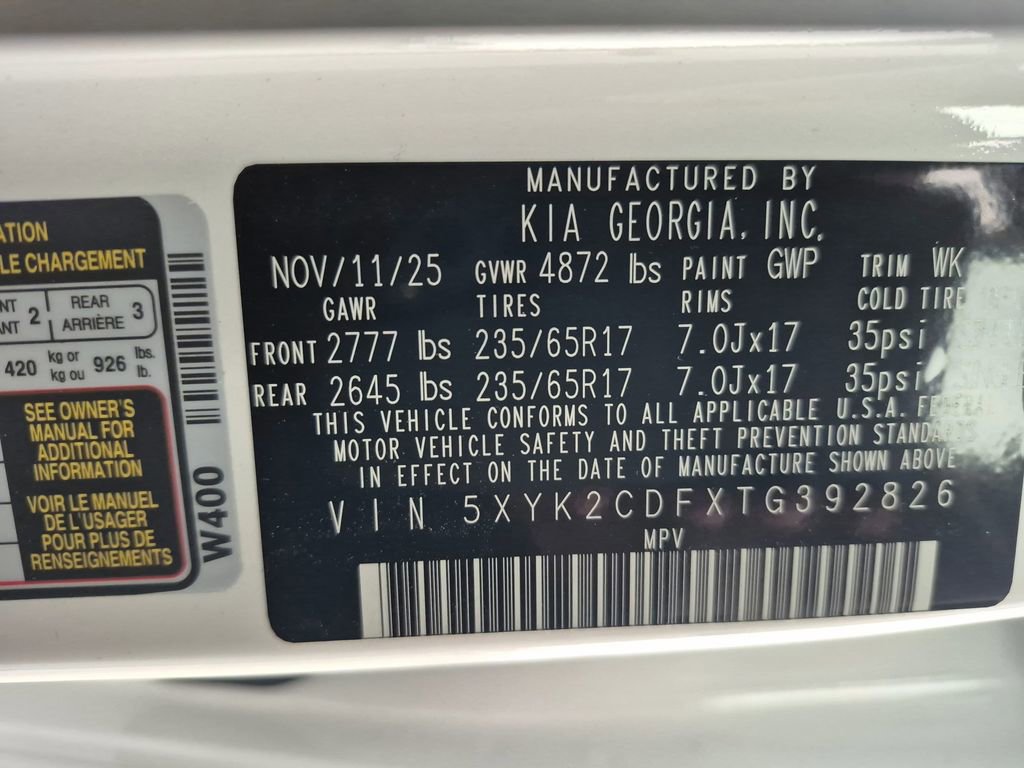 ATION
LE CHARGEMENT
NT
ANT 2
REAR
ARRIÈRE 3
420 kg or
kg ou 926 lbs.
lb.
SEE OWNER'S
MANUAL FOR
ADDITIONAL
INFORMATION
VOIR LE MANUEL
DE L'USAGER
POUR PLUS DE
RENSEIGNEMENTS
W400
MANUFACTURED BY
KIA GEORGIA, INC.
NOV/11/25 GVWR 4872 lbs PAINT GWP TRIM WK
GAWR TIRES RIMS COLD TIRE
FRONT 2777 lbs 235/65R17 7.0Jx17 35psi
REAR 2645 lbs 235/65R17 7.0Jx17 35psi
THIS VEHICLE CONFORMS TO ALL APPLICABLE U.S.A. FEDERAL
MOTOR VEHICLE SAFETY AND THEFT PREVENTION STANDARDS
IN EFFECT ON THE DATE OF MANUFACTURE SHOWN ABOVE
VIN 5XYK2CDFXTG392826
MPV